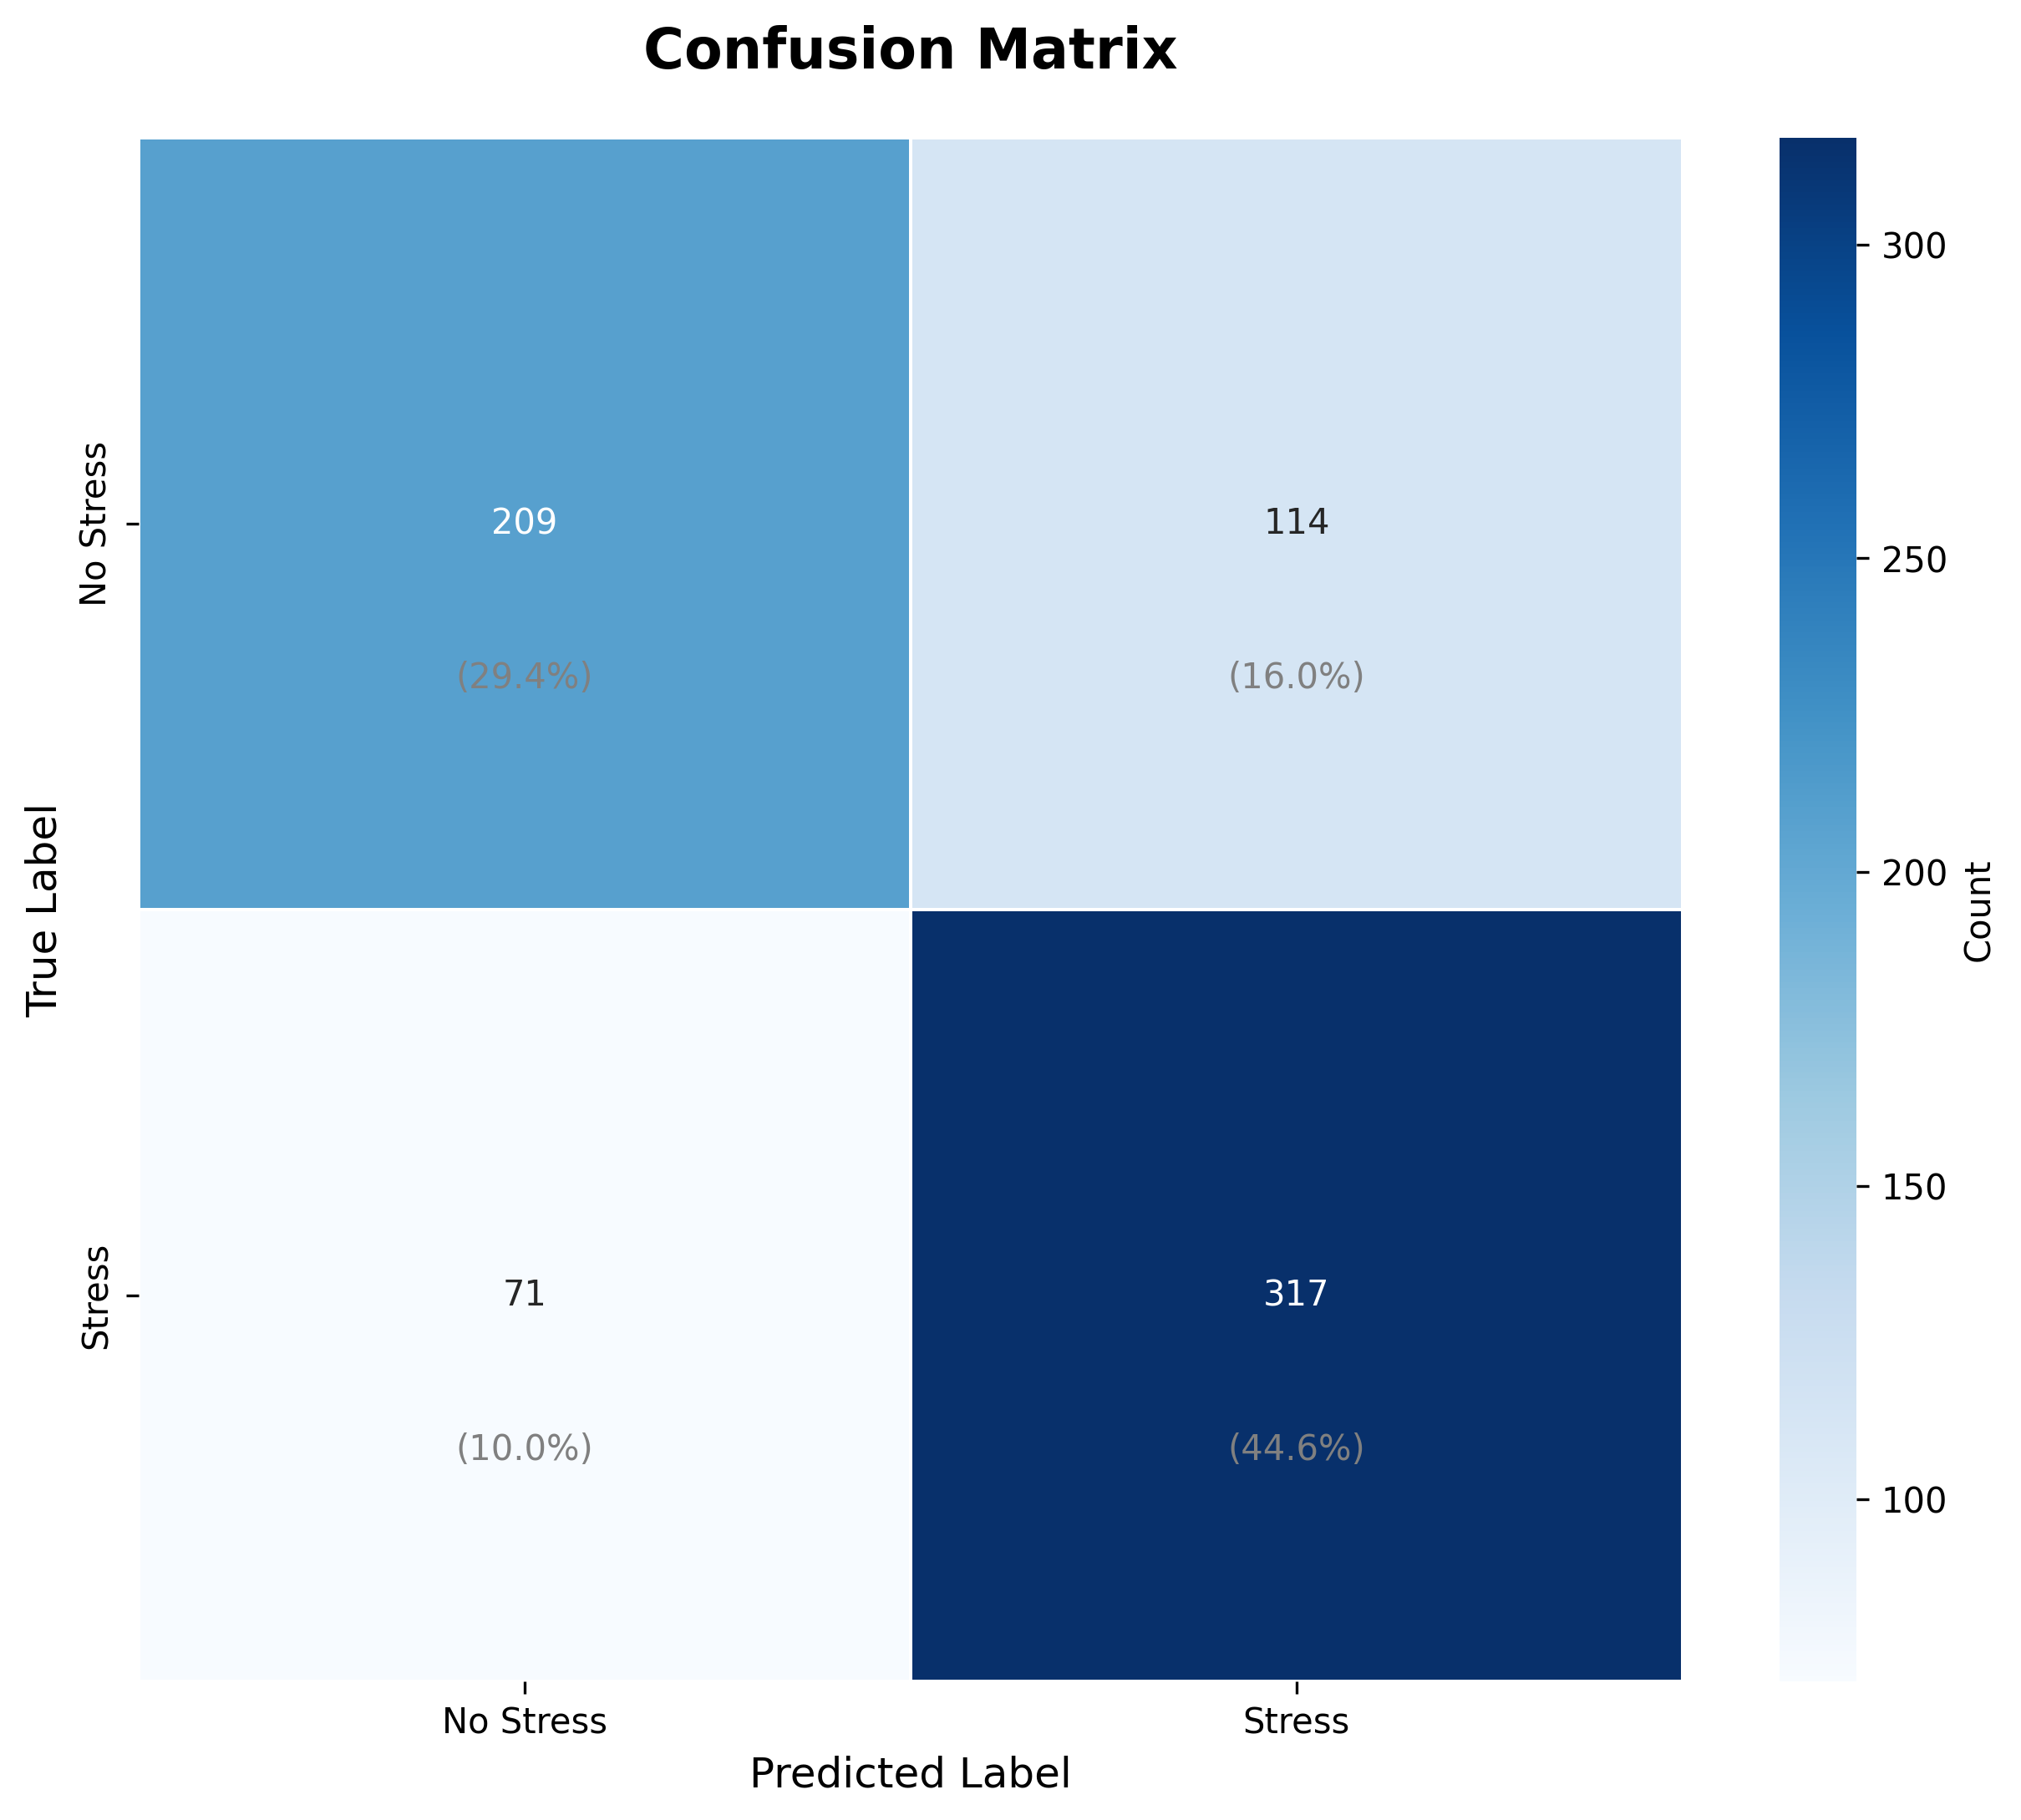 Confusion Matrix
True Label
No Stress
Stress
209
(29.4%)
114
(16.0%)
71
(10.0%)
317
(44.6%)
No Stress
Stress
Predicted Label
300
250
200
150
100
Count